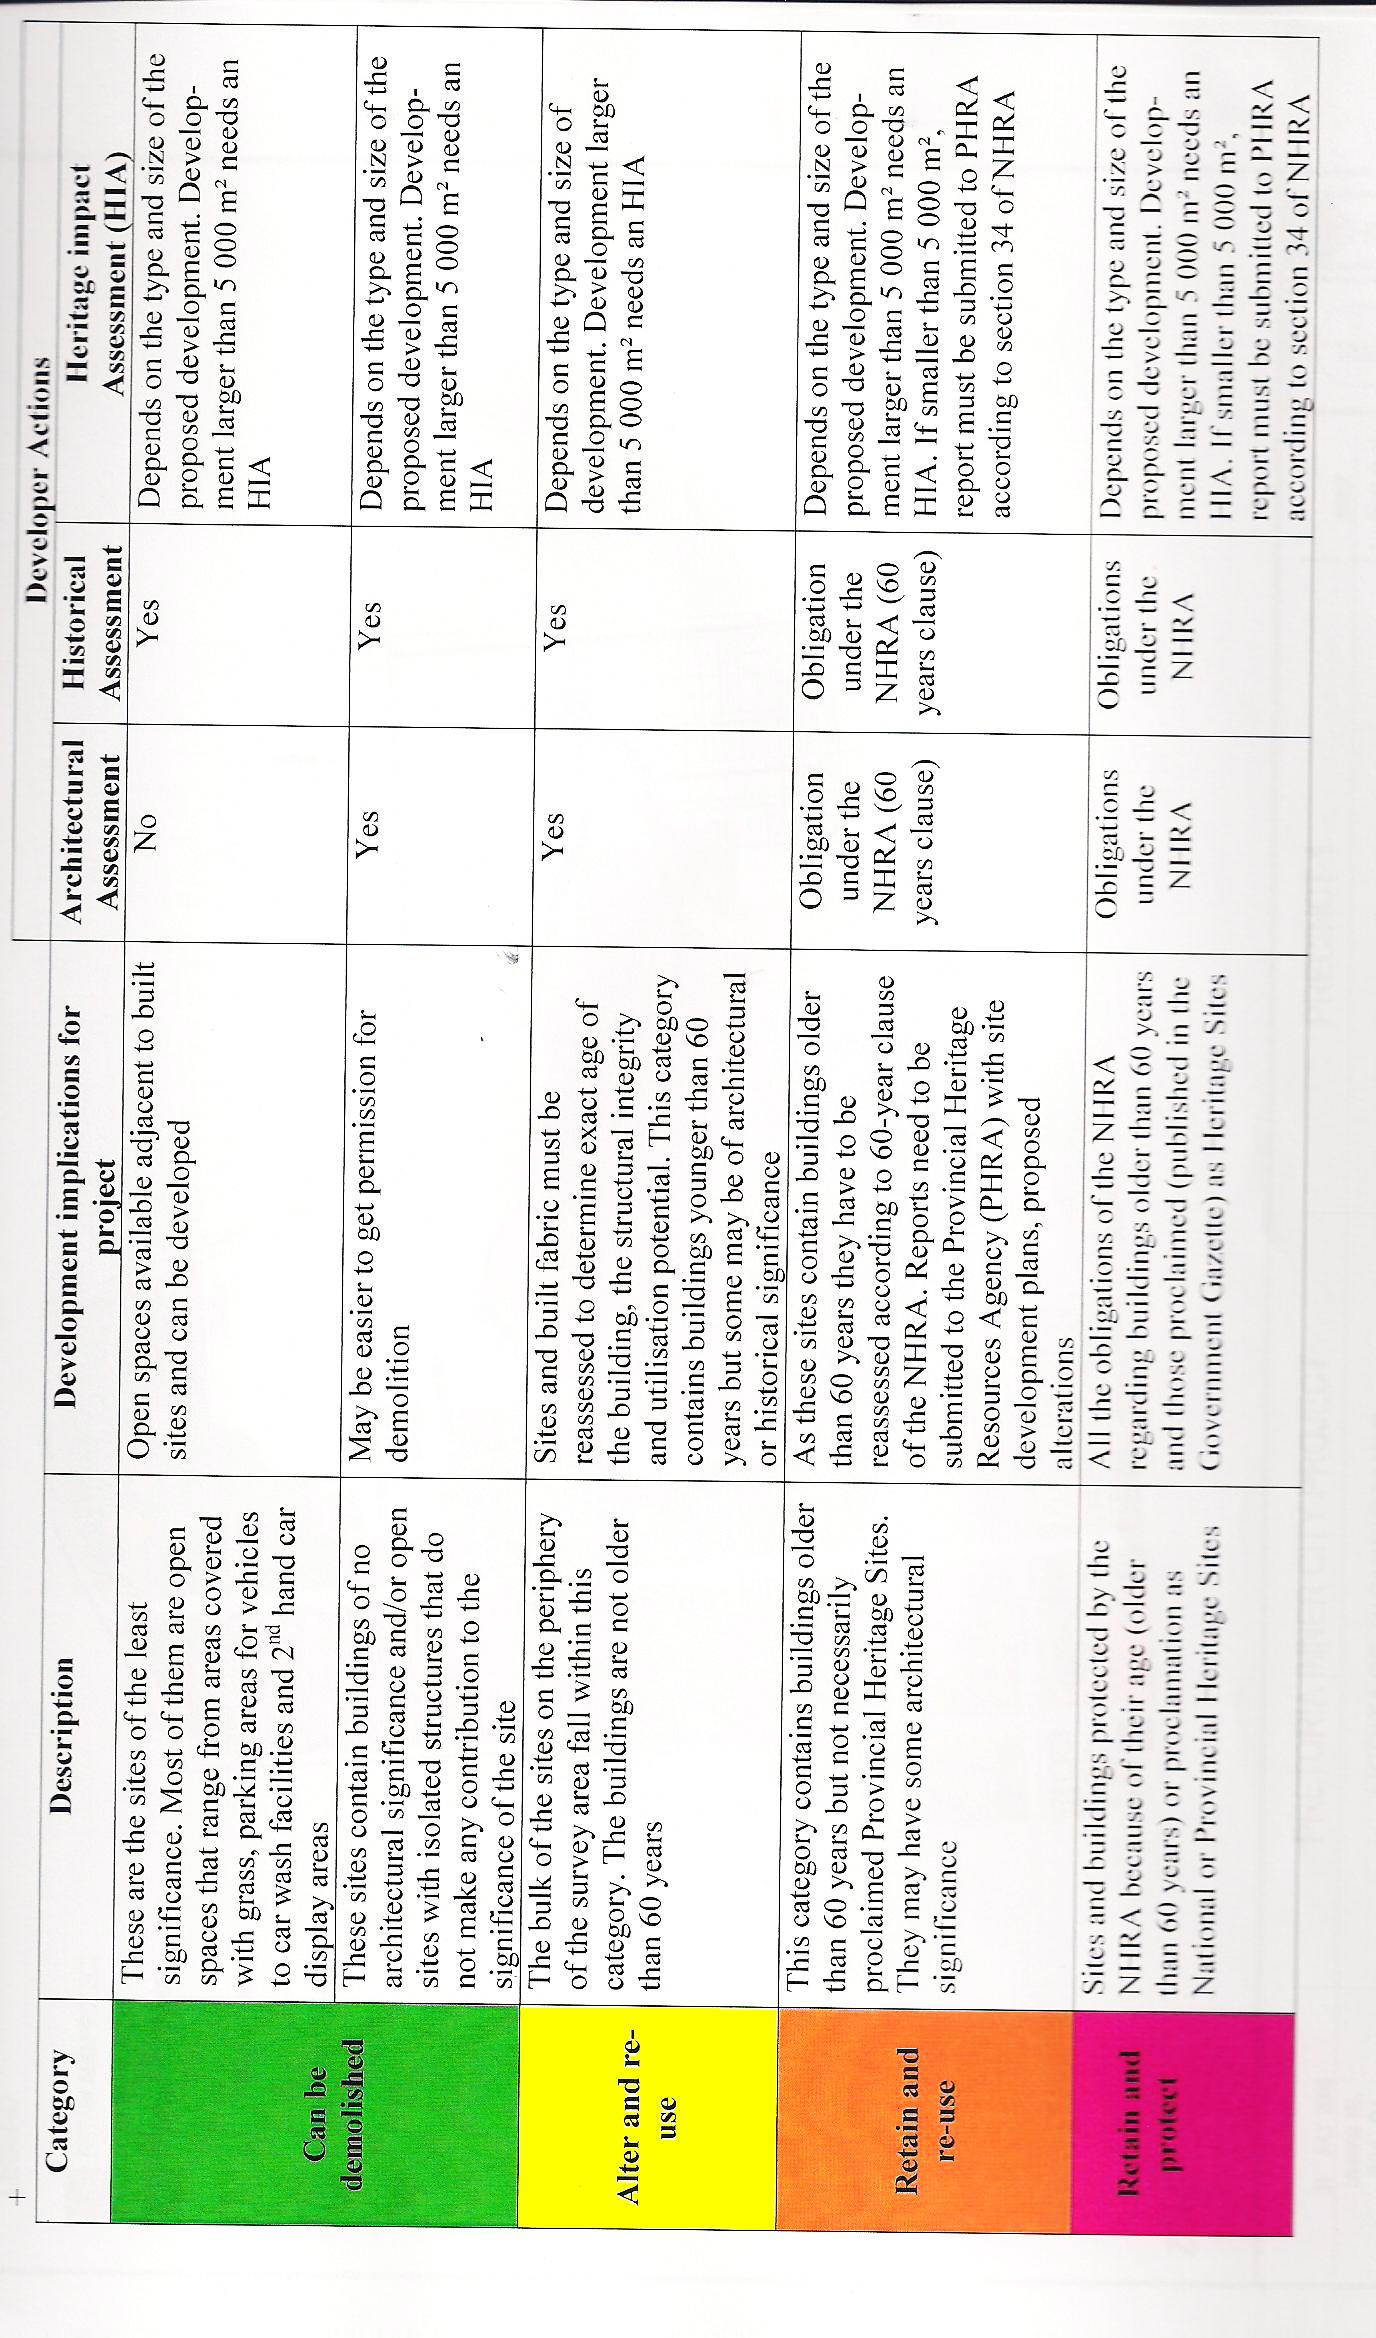 +
Developer Actions
Category
Description
Development implications for
project
Architectural
Assessment
Historical
Assessment
Heritage impact
Assessment (HIA)
Can be
demolished
These are the sites of the least
significance. Most of them are open
spaces that range from areas covered
with grass, parking areas for vehicles
to car wash facilities and 2nd hand car
display areas
Open spaces available adjacent to built
sites and can be developed
No
Yes
Depends on the type and size of the
proposed development. Develop-
ment larger than 5 000 m² needs an
HIA
These sites contain buildings of no
architectural significance and/or open
sites with isolated structures that do
not make any contribution to the
significance of the site
May be easier to get permission for
demolition
Yes
Yes
Depends on the type and size of the
proposed development. Develop-
ment larger than 5 000 m² needs an
HIA
Alter and re-
use
The bulk of the sites on the periphery
of the survey area fall within this
category. The buildings are not older
than 60 years
Sites and built fabric must be
reassessed to determine exact age of
the building, the structural integrity
and utilisation potential. This category
contains buildings younger than 60
years but some may be of architectural
or historical significance
Yes
Yes
Depends on the type and size of
development. Development larger
than 5 000 m² needs an HIA
Retain and
re-use
This category contains buildings older
than 60 years but not necessarily
proclaimed Provincial Heritage Sites.
They may have some architectural
significance
As these sites contain buildings older
than 60 years they have to be
reassessed according to 60-year clause
of the NHRA. Reports need to be
submitted to the Provincial Heritage
Resources Agency (PHRA) with site
development plans, proposed
alterations
Obligation
under the
NHRA (60
years clause)
Obligation
under the
NHRA (60
years clause)
Depends on the type and size of the
proposed development. Develop-
ment larger than 5 000 m² needs an
HIA. If smaller than 5 000 m²,
report must be submitted to PHRA
according to section 34 of NHRA
Retain and
protect
Sites and buildings protected by the
NHRA because of their age (older
than 60 years) or proclamation as
National or Provincial Heritage Sites
All the obligations of the NHRA
regarding buildings older than 60 years
and those proclaimed (published in the
Government Gazette) as Heritage Sites
Obligations
under the
NHRA
Obligations
under the
NHRA
Depends on the type and size of the
proposed development. Develop-
ment larger than 5 000 m² needs an
HIA. If smaller than 5 000 m²,
report must be submitted to PHRA
according to section 34 of NHRA